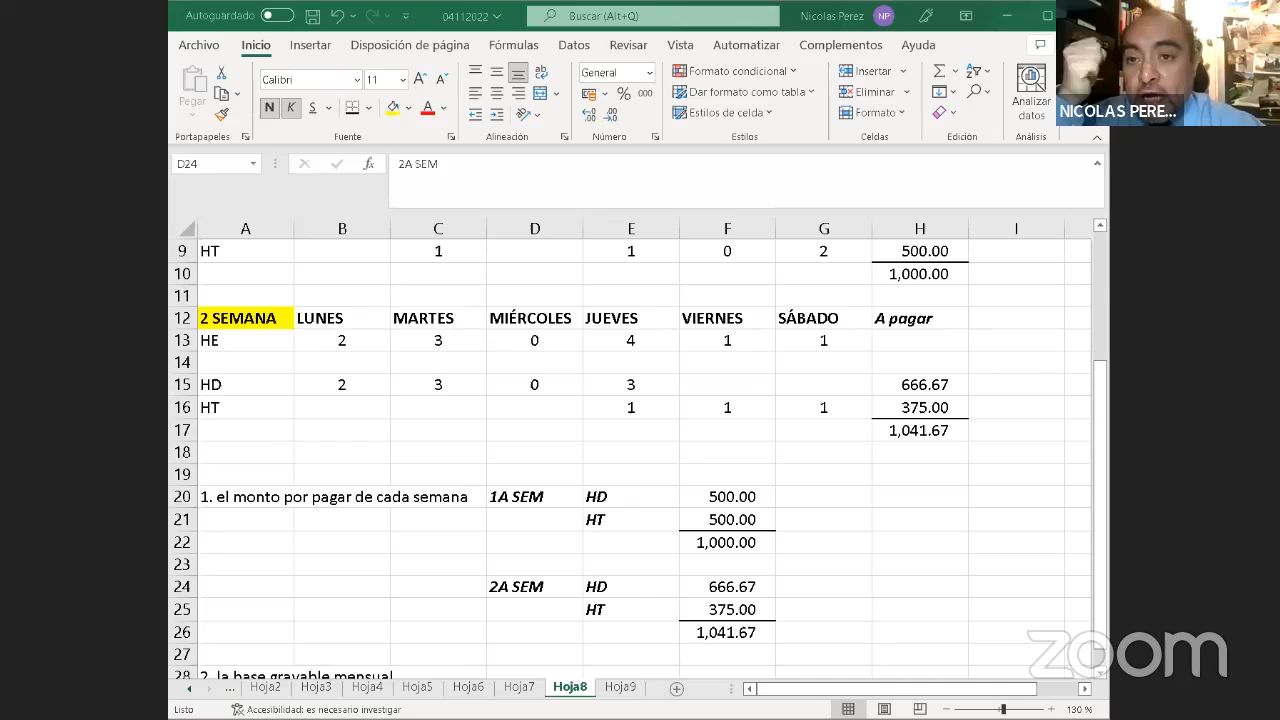 Autoguardado 04112022 Buscar (Alt+Q) Nicolas Perez NP
Archivo Inicio Insertar Disposición de página Fórmulas Datos Revisar Vista Automatizar Complementos Ayuda
Pegar Calibri 11 General Formato condicional Insertar
N K S Dar formato como tabla Eliminar Analizar datos
Estilos de celda Formato
Portapapeles Fuente Alineación Número Estilos Celdas Edición Análisis
NICOLAS PERE...
D24 fx 2A SEM
A B C D E F G H I
9 HT 1 1 0 2 500.00
10 1,000.00
11
12 2 SEMANA LUNES MARTES MIÉRCOLES JUEVES VIERNES SÁBADO A pagar
13 HE 2 3 0 4 1 1
14
15 HD 2 3 0 3 666.67
16 HT 1 1 1 375.00
17 1,041.67
18
19
20 1. el monto por pagar de cada semana 1A SEM HD 500.00
21 HT 500.00
22 1,000.00
23
24 2A SEM HD 666.67
25 HT 375.00
26 1,041.67
27
28 2. la base gravable mensual
zoom
... Hoja2 Hoja3 Hoja4 Hoja5 Hoja6 Hoja7 Hoja8 Hoja9
Listo Accesibilidad: es necesario investigar 130 %